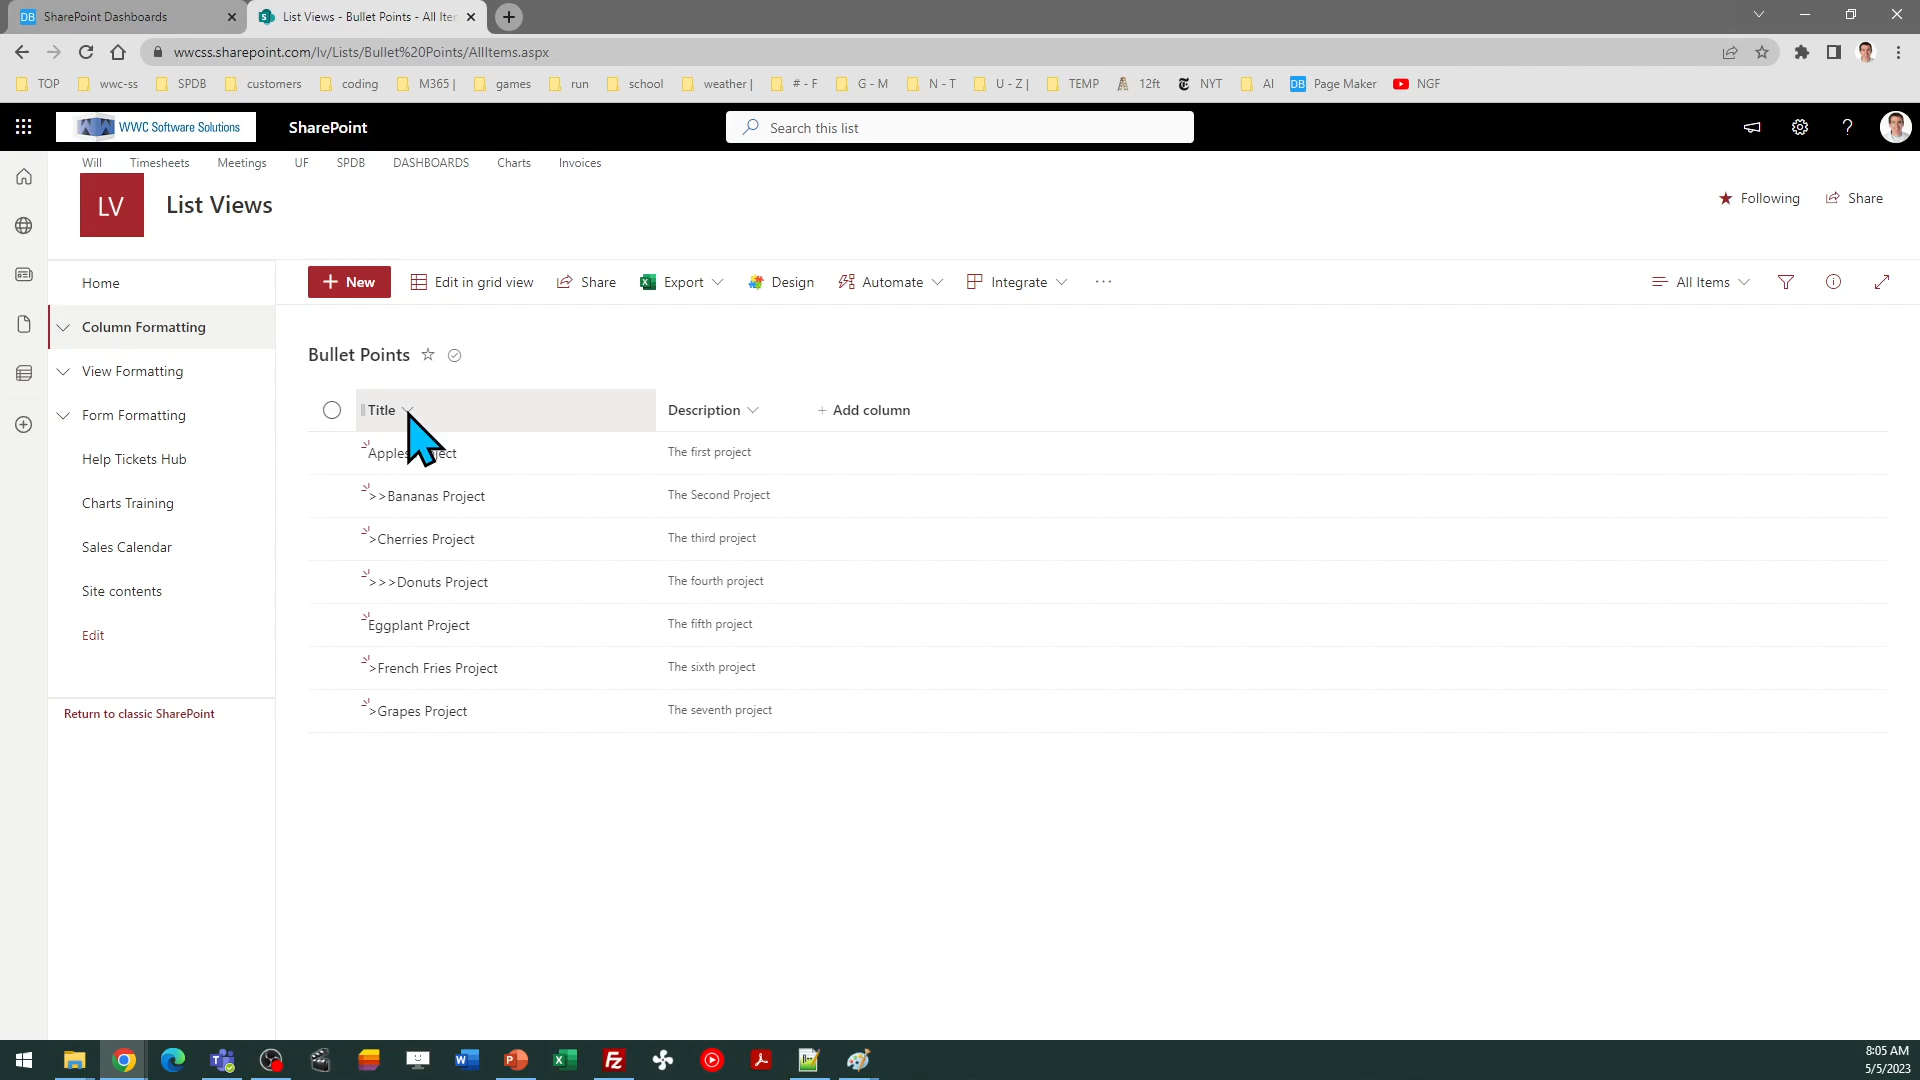 DB SharePoint Dashboards
List Views - Bullet Points - All Iter
wwcss.sharepoint.com/lv/Lists/Bullet%20Points/AllItems.aspx
TOP wwc-ss SPDB customers coding M365 | games run school weather | # - F G - M N - T U - Z | TEMP 12ft NYT AI DB Page Maker NGF
WWC Software Solutions SharePoint Search this list ?
Will Timesheets Meetings UF SPDB DASHBOARDS Charts Invoices
LV List Views
Following Share
Home
Column Formatting
View Formatting
Form Formatting
Help Tickets Hub
Charts Training
Sales Calendar
Site contents
Edit
Return to classic SharePoint
+ New Edit in grid view Share Export Design Automate Integrate ... All Items
Bullet Points
Title Description + Add column
Apples The first project
>>Bananas Project The Second Project
>Cherries Project The third project
>>>Donuts Project The fourth project
Eggplant Project The fifth project
>French Fries Project The sixth project
>Grapes Project The seventh project
8:05 AM
5/5/2023